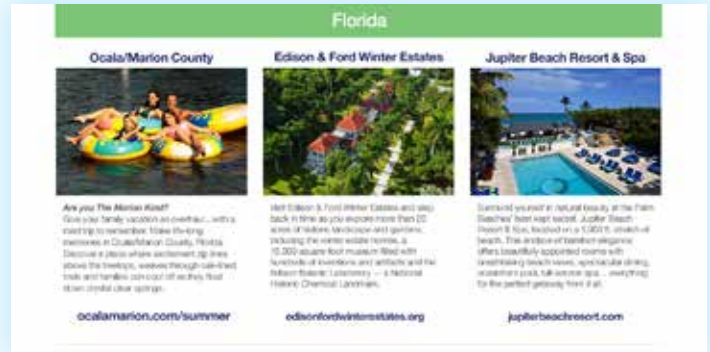 Florida
Ocala/Marion County
Are you The Marion Kind?
Give your family vacation an overhaul... with a
road trip to remember. Make life-long
memories in Ocala/Marion County, Florida.
Discover a place where excitement zip lines
above the treetops, weaves through oak-lined
trails and families can cool off as they float
down crystal clear springs.
ocalamarion.com/summer
Edison & Ford Winter Estates
Visit Edison & Ford Winter Estates and step
back in time as you explore more than 20
acres of historic landscape and gardens,
including the winter estate homes, a
15,000-square-foot museum filled with
hundreds of inventions and artifacts and the
Edison Botanic Laboratory — a National
Historic Chemical Landmark.
edisonfordwinterestates.org
Jupiter Beach Resort & Spa
Surround yourself in natural beauty at the Palm
Beaches' best kept secret. Jupiter Beach
Resort & Spa, located on a 1,000 ft. stretch of
beach. This enclave of barefoot elegance
offers beautifully-appointed rooms with
breathtaking beach views, spectacular dining,
oceanfront pool, full-service spa... everything
for the perfect getaway from it all.
jupiterbeachresort.com